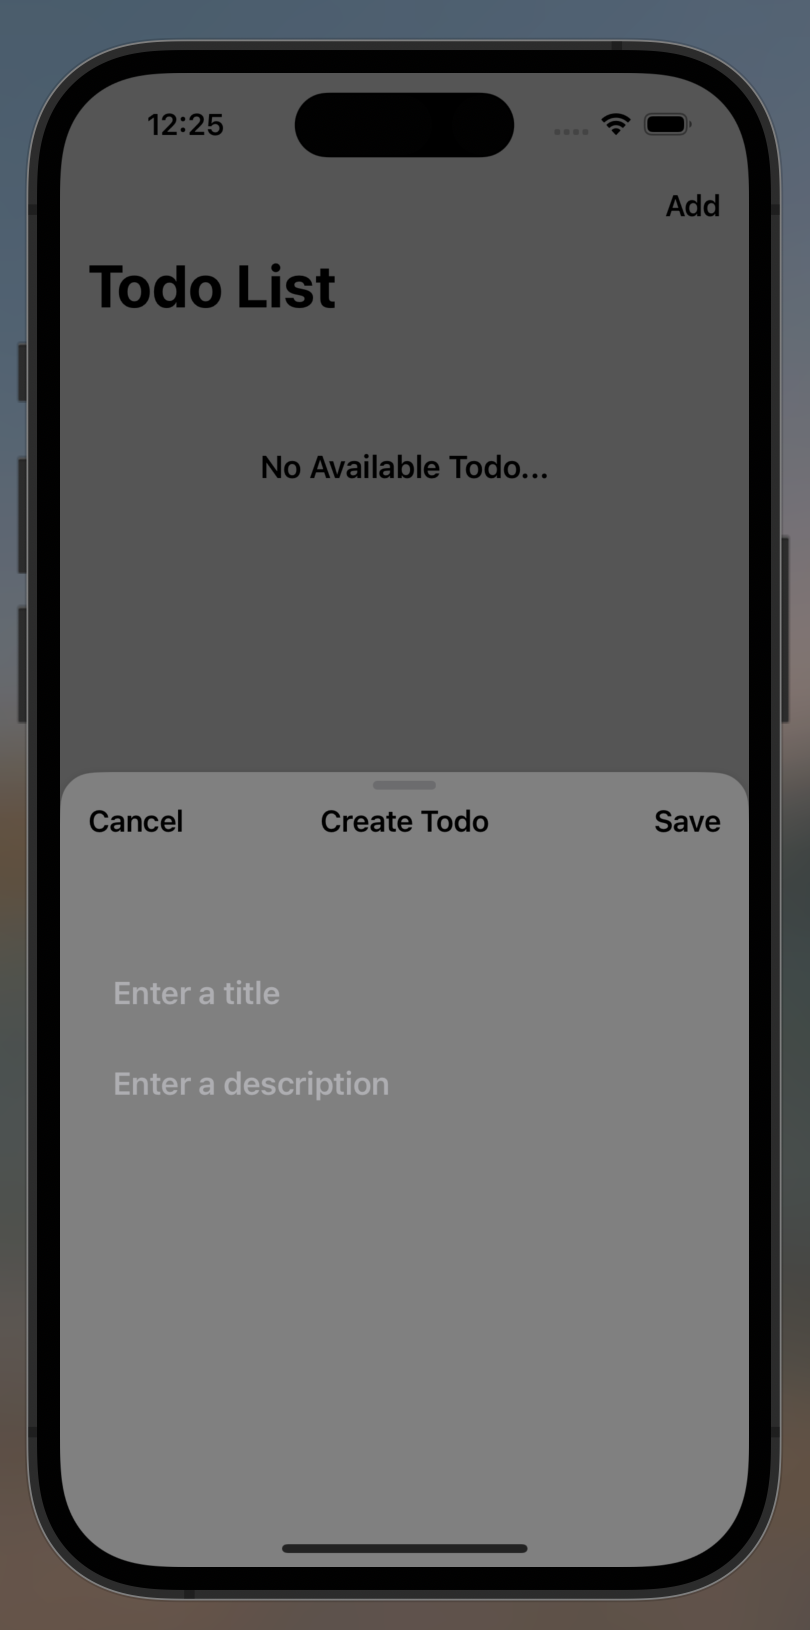 12:25
Add
Todo List
No Available Todo...
Cancel Create Todo Save
Enter a title
Enter a description